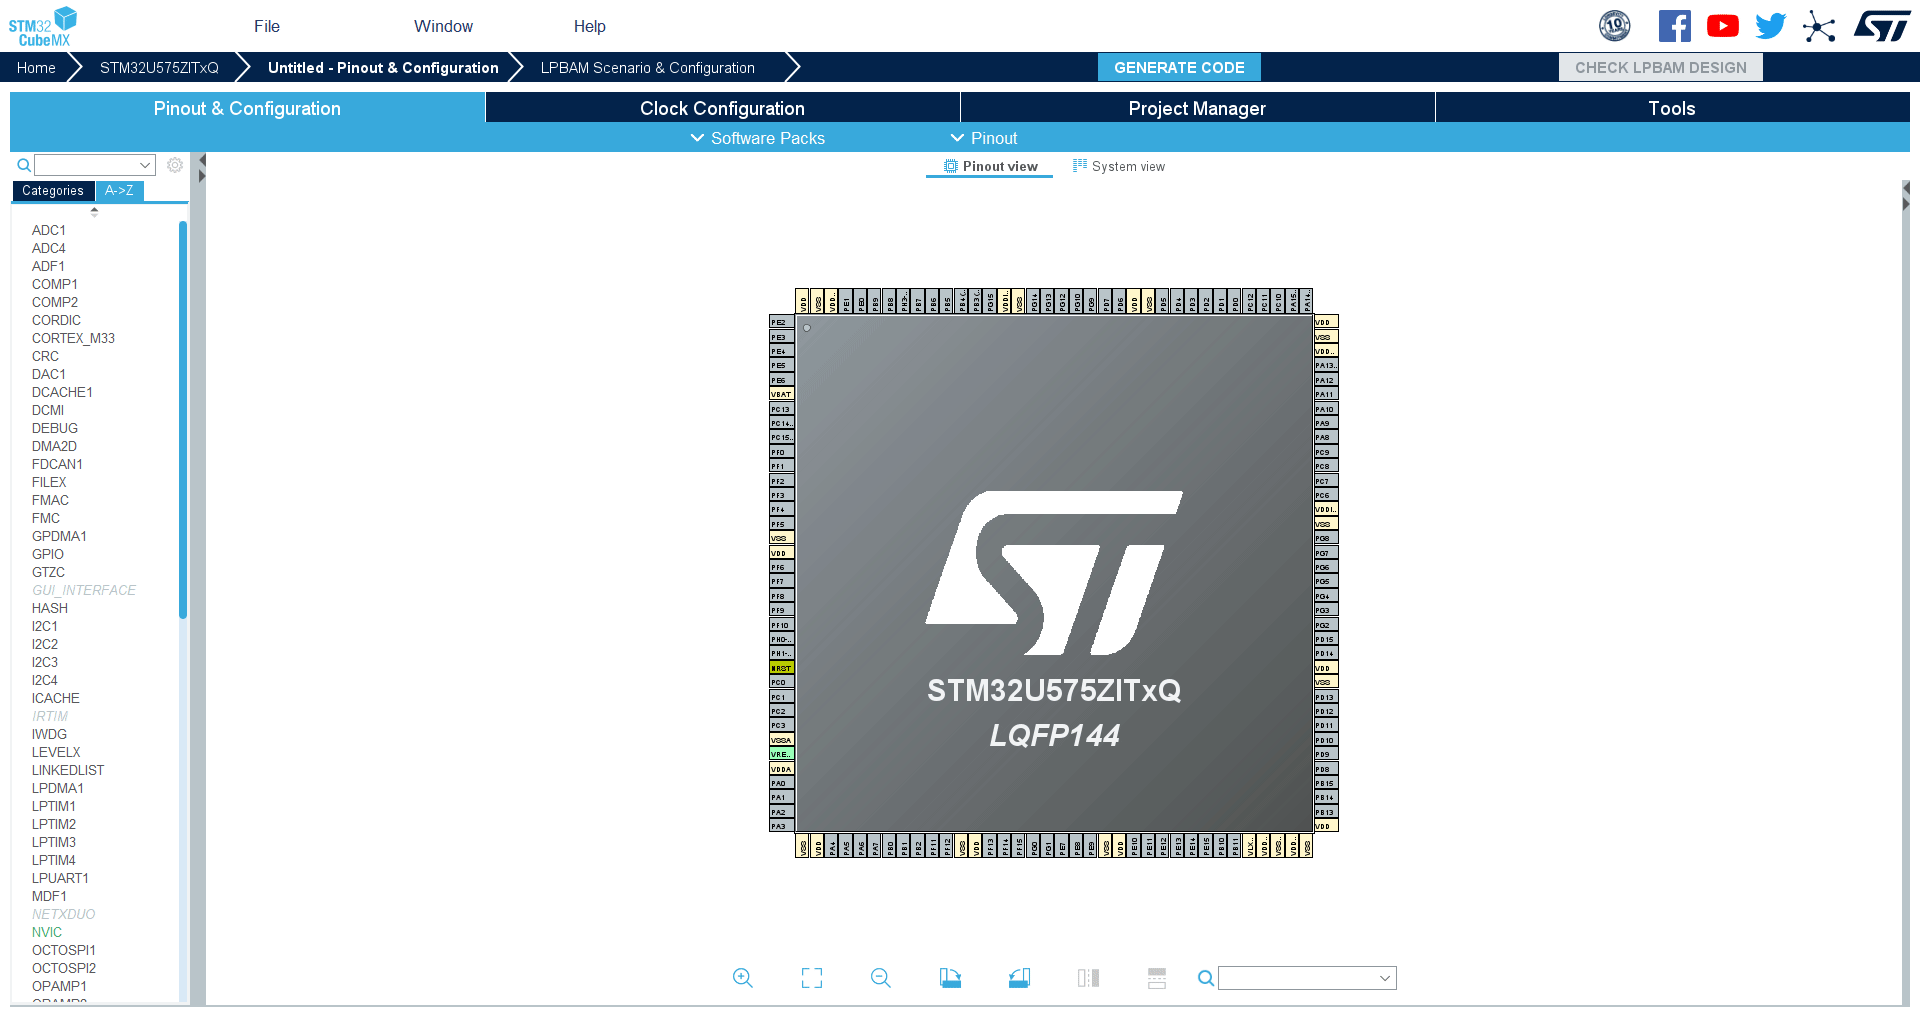 STM32
CubeMX
File
Window
Help
10
Home
STM32U575ZITxQ
Untitled - Pinout & Configuration
LPBAM Scenario & Configuration
GENERATE CODE
CHECK LPBAM DESIGN
Pinout & Configuration
Clock Configuration
Project Manager
Tools
Software Packs
Pinout
Pinout view
System view
Categories
A->Z
ADC1
ADC4
ADF1
COMP1
COMP2
CORDIC
CORTEX_M33
CRC
DAC1
DCACHE1
DCMI
DEBUG
DMA2D
FDCAN1
FILEX
FMAC
FMC
GPDMA1
GPIO
GTZC
GUI_INTERFACE
HASH
I2C1
I2C2
I2C3
I2C4
ICACHE
IRTIM
IWDG
LEVELX
LINKEDLIST
LPDMA1
LPTIM1
LPTIM2
LPTIM3
LPTIM4
LPUART1
MDF1
NETXDUO
NVIC
OCTOSPI1
OCTOSPI2
OPAMP1
VDD
VSS
VDD..
PE1
PE0
PB9
PB8
PH3-..
PB7
PB6
PB5
PB4 (..
PB3 (..
PG15
VDDI..
VSS
PG14
PG13
PG12
PG10
PG9
PD7
PD6
VDD
VSS
PD5
PD4
PD3
PD2
PD1
PD0
PC12
PC11
PC10
PA15..
PA14..
PE2
PE3
PE4
PE5
PE6
VBAT
PC13
PC14..
PC15..
PF0
PF1
PF2
PF3
PF4
PF5
VSS
VDD
PF6
PF7
PF8
PF9
PF10
PH0-..
PH1-..
NRST
PC0
PC1
PC2
PC3
VSSA
VRE..
VDDA
PA0
PA1
PA2
PA3
ST
STM32U575ZITxQ
LQFP144
VDD
VSS
VDD..
PA13..
PA12
PA11
PA10
PA9
PA8
PC9
PC8
PC7
PC6
VDDI..
VSS
PG8
PG7
PG6
PG5
PG4
PG3
PG2
PD15
PD14
VDD
VSS
PD13
PD12
PD11
PD10
PD9
PD8
PB15
PB14
PB13
VDD
VSS
VDD
PA4
PA5
PA6
PA7
PB0
PB1
PB2
PF11
PF12
VSS
VDD
PF13
PF14
PF15
PG0
PG1
PE7
PE8
PE9
VSS
VDD
PE10
PE11
PE12
PE13
PE14
PE15
PB10
PB11
VLX..
VDD..
VSS..
VDD..
VSS